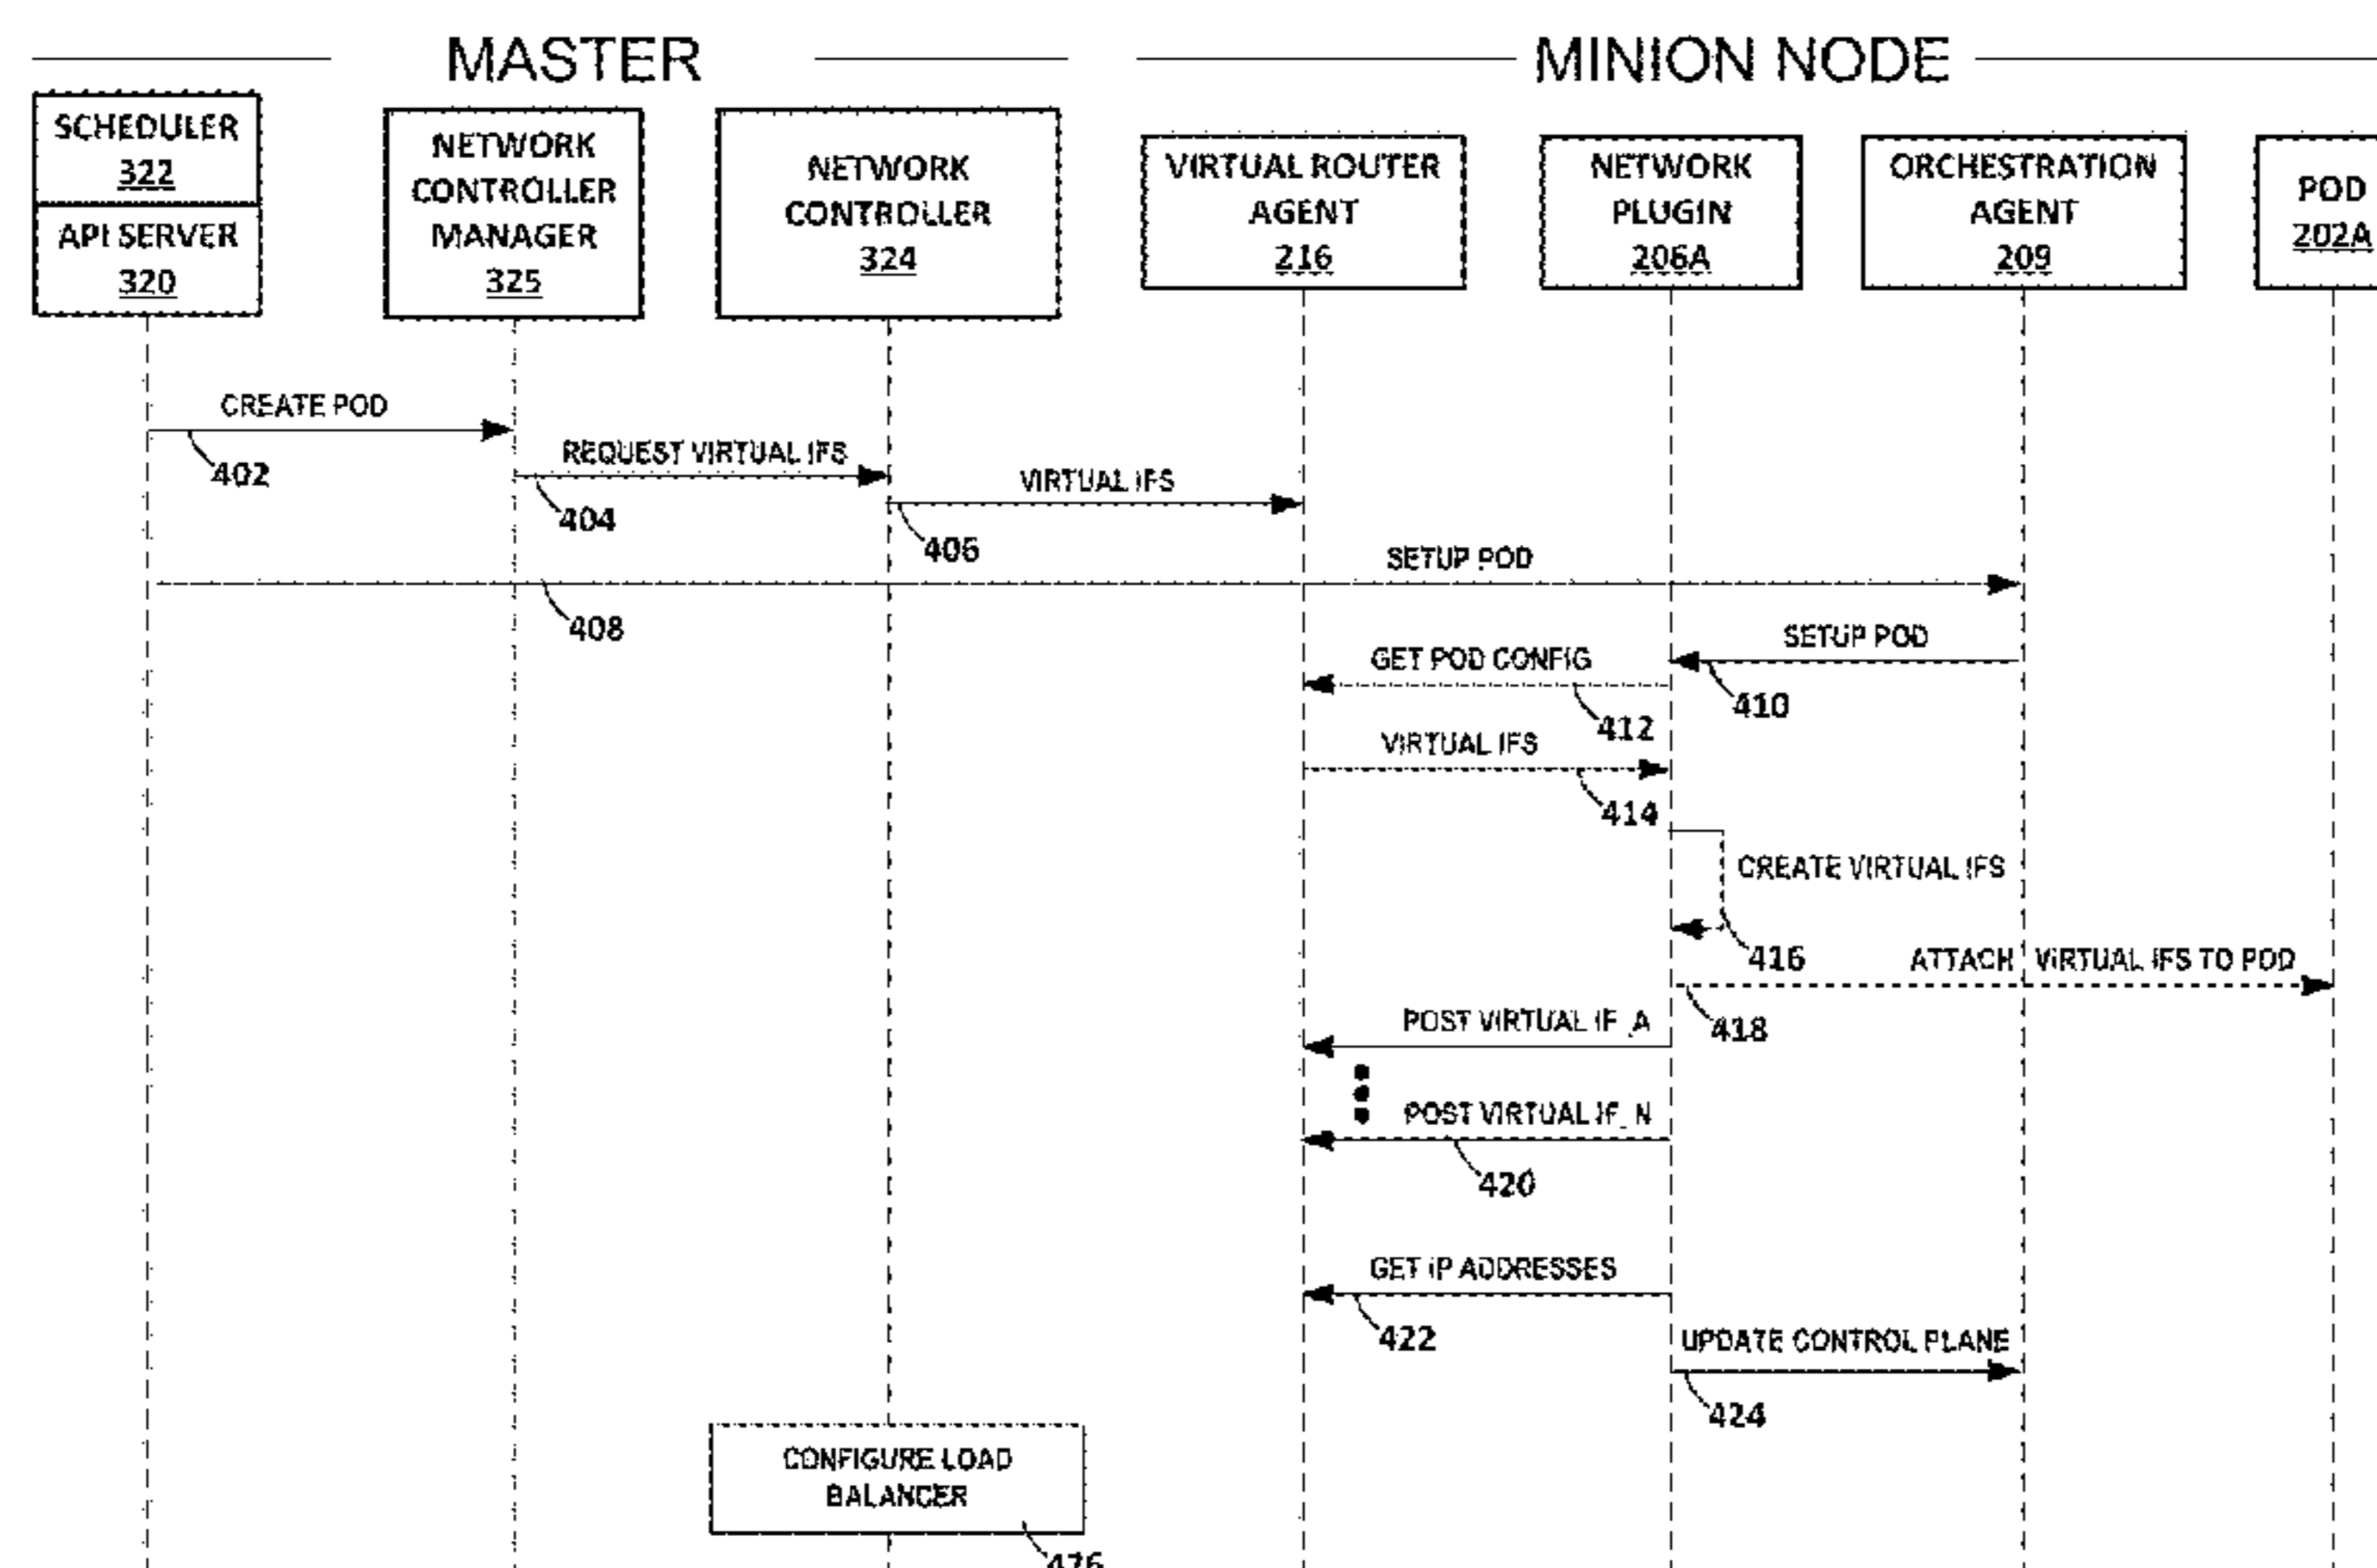 MASTER
MINION NODE
SCHEDULER
322
API SERVER
320
NETWORK
CONTROLLER
MANAGER
325
NETWORK
CONTROLLER
324
VIRTUAL ROUTER
AGENT
216
NETWORK
PLUGIN
206A
ORCHESTRATION
AGENT
209
POD
202A
CREATE POD
402
REQUEST VIRTUAL IFS
404
VIRTUAL IFS
406
SETUP POD
408
SETUP POD
410
GET POD CONFIG
412
VIRTUAL IFS
414
CREATE VIRTUAL IFS
416
ATTACH VIRTUAL IFS TO POD
418
POST VIRTUAL IF_A
POST VIRTUAL IF_N
420
GET IP ADDRESSES
422
UPDATE CONTROL PLANE
424
CONFIGURE LOAD
BALANCER